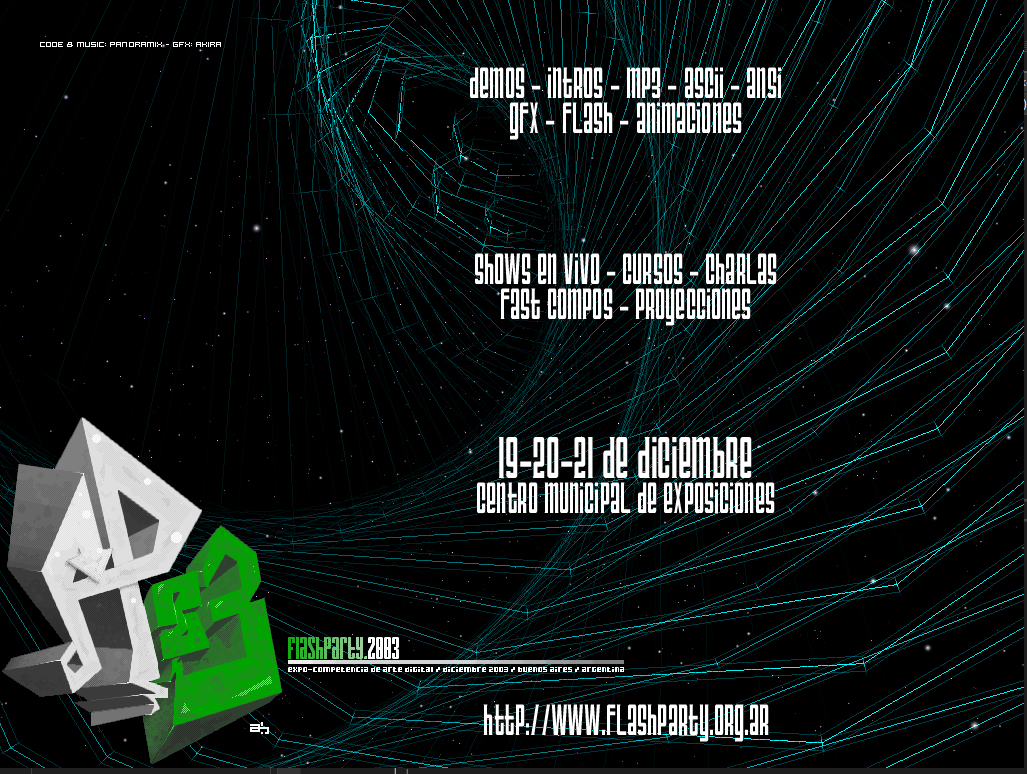 CODE & MUSIC: PANORAMIX - GFX: AKIRA
demos - intros - mp3 - ascii - ansi
gfx - flash - animaciones
shows en vivo - cursos - charlas
fast compos - proyecciones
19-20-21 de diciembre
centro municipal de exposiciones
flashparty.2003
expo-competencia de arte digital / diciembre 2003 / buenos aires / argentina
http://www.flashparty.org.ar